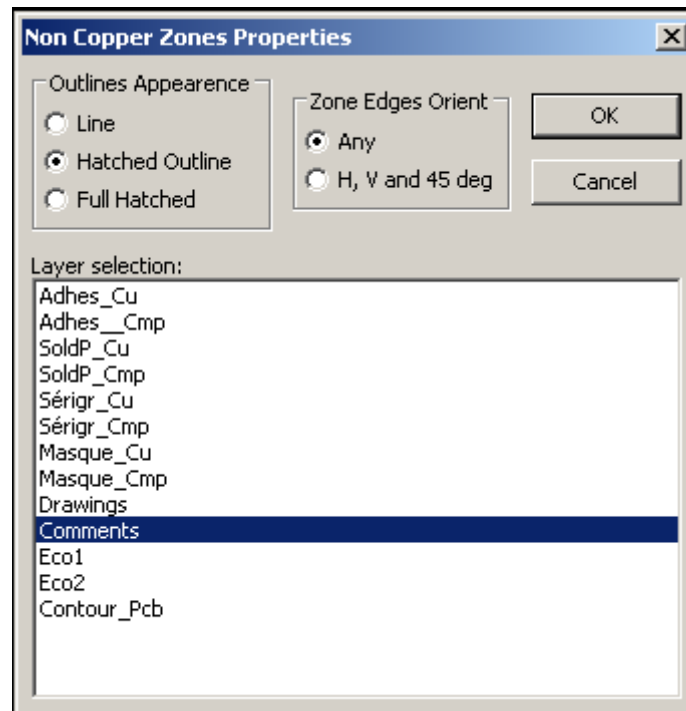 Non Copper Zones Properties
Outlines Appearence
Line
Hatched Outline
Full Hatched
Zone Edges Orient
Any
H, V and 45 deg
OK
Cancel
Layer selection:
Adhes_Cu
Adhes__Cmp
SoldP_Cu
SoldP_Cmp
Sérigr_Cu
Sérigr_Cmp
Masque_Cu
Masque_Cmp
Drawings
Comments
Eco1
Eco2
Contour_Pcb